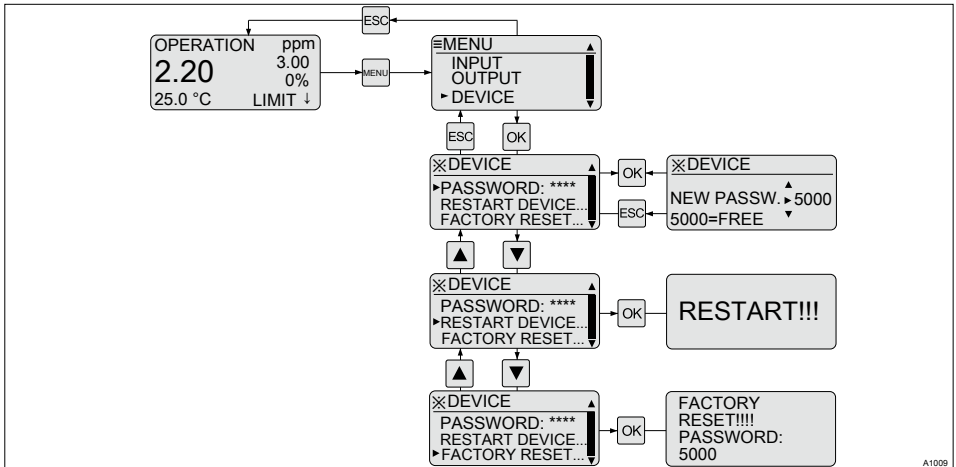 ESC
OPERATION ppm
2.20 3.00
0%
25.0 °C LIMIT ↓
MENU
≡MENU
INPUT
OUTPUT
►DEVICE
ESC
OK
※DEVICE
►PASSWORD: ****
RESTART DEVICE...
FACTORY RESET...
OK
ESC
※DEVICE
NEW PASSW. ►5000
5000=FREE
▲
▼
※DEVICE
PASSWORD: ****
►RESTART DEVICE...
FACTORY RESET...
OK
RESTART!!!
▲
▼
※DEVICE
PASSWORD: ****
RESTART DEVICE...
►FACTORY RESET...
OK
FACTORY
RESET!!!!
PASSWORD:
5000
A1009